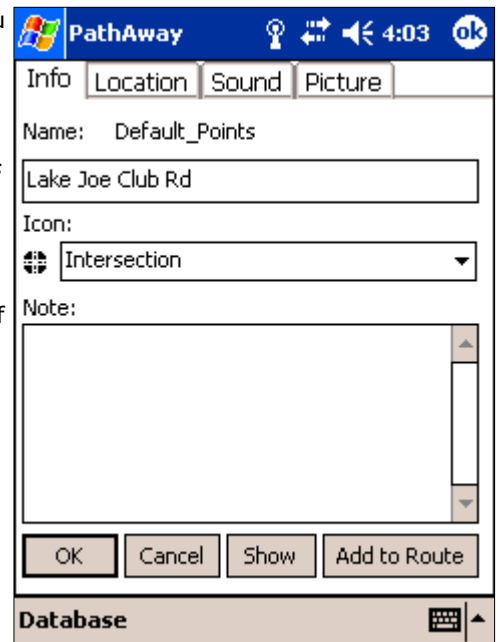 u
PathAway 4:03 ok
Info Location Sound Picture
Name: Default_Points
Lake Joe Club Rd
Icon:
Intersection
f
Note:
OK Cancel Show Add to Route
Database